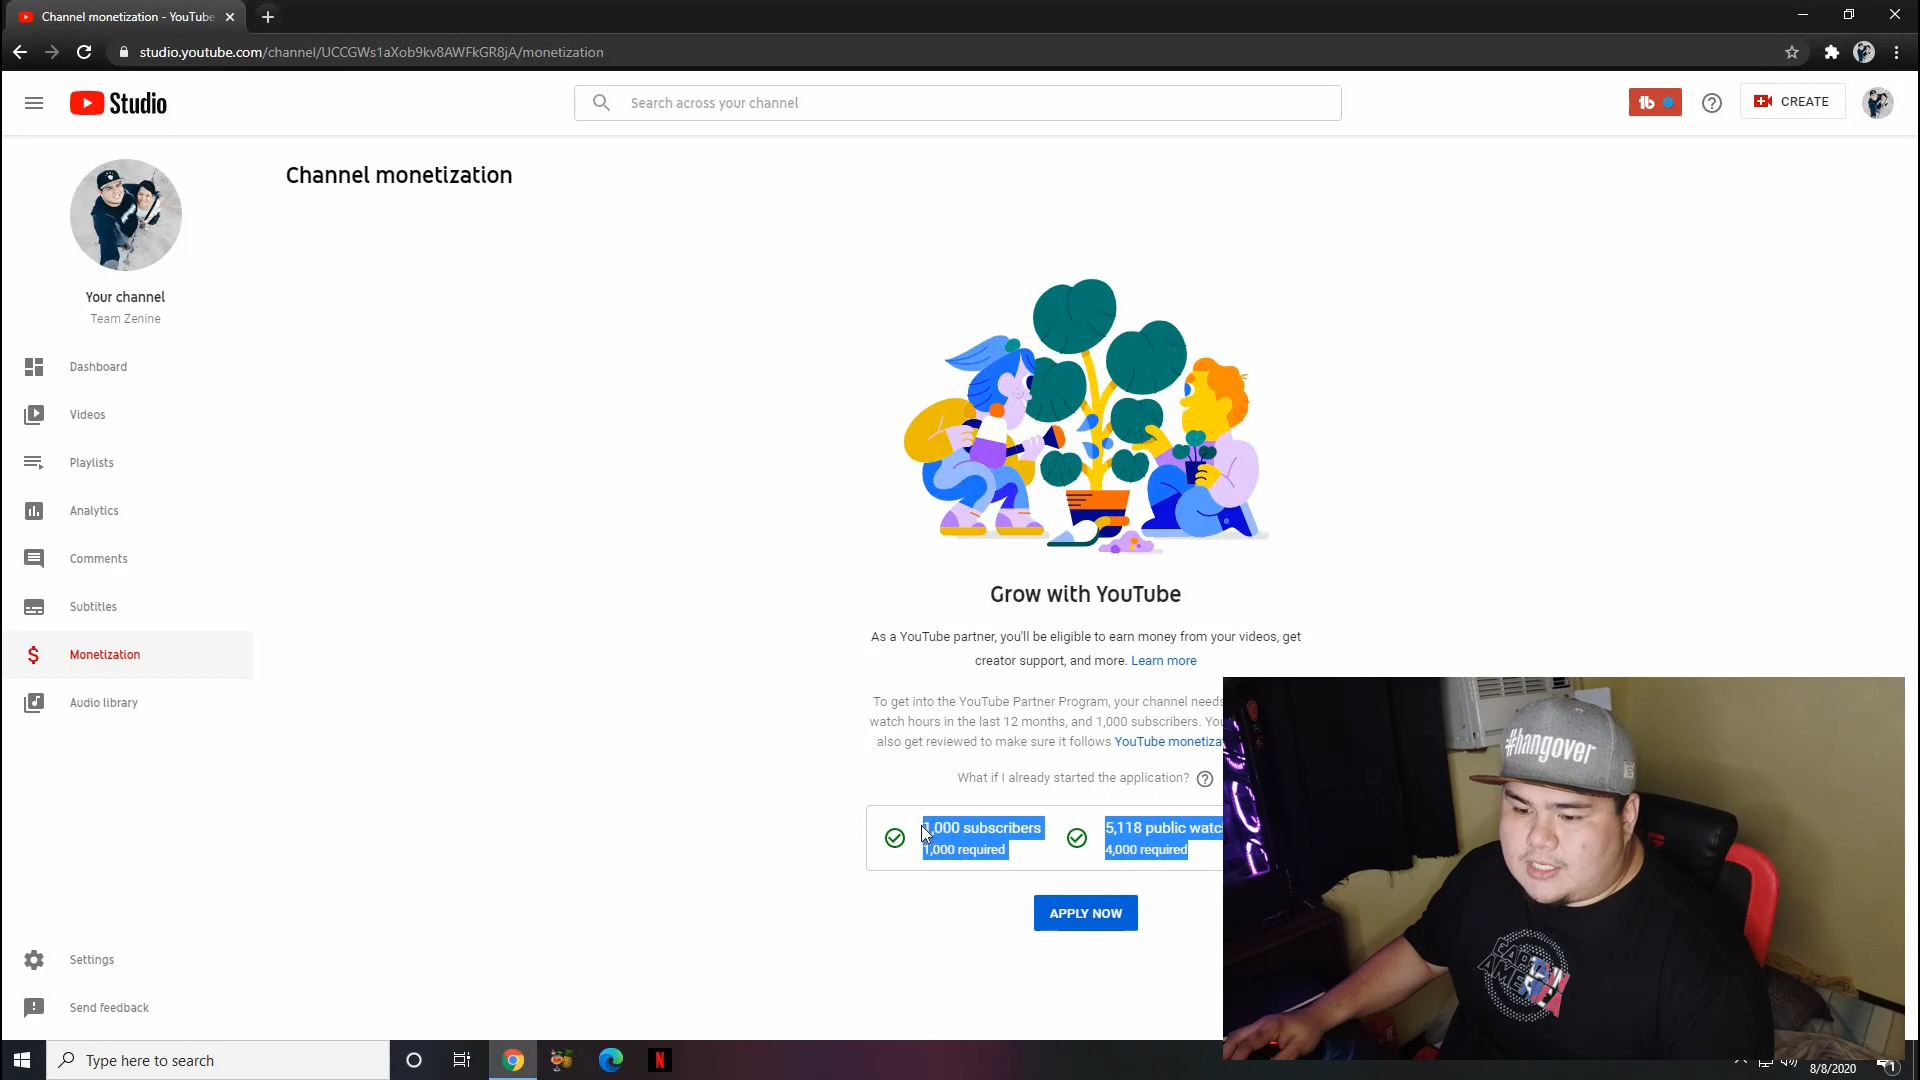 Channel monetization - YouTube
studio.youtube.com/channel/UCCGWs1aXob9kv8AWFkGR8jA/monetization
Studio
Search across your channel
tb
CREATE
Channel monetization
Your channel
Team Zenine
Dashboard
Videos
Playlists
Analytics
Comments
Subtitles
Monetization
Audio library
Settings
Send feedback
Grow with YouTube
As a YouTube partner, you'll be eligible to earn money from your videos, get
creator support, and more. Learn more
To get into the YouTube Partner Program, your channel needs
watch hours in the last 12 months, and 1,000 subscribers. You
also get reviewed to make sure it follows YouTube monetiza
What if I already started the application?
1,000 subscribers
1,000 required
5,118 public watc
4,000 required
APPLY NOW
#hangover
CAPTAIN
AMERICA
Type here to search
N
8/8/2020
1